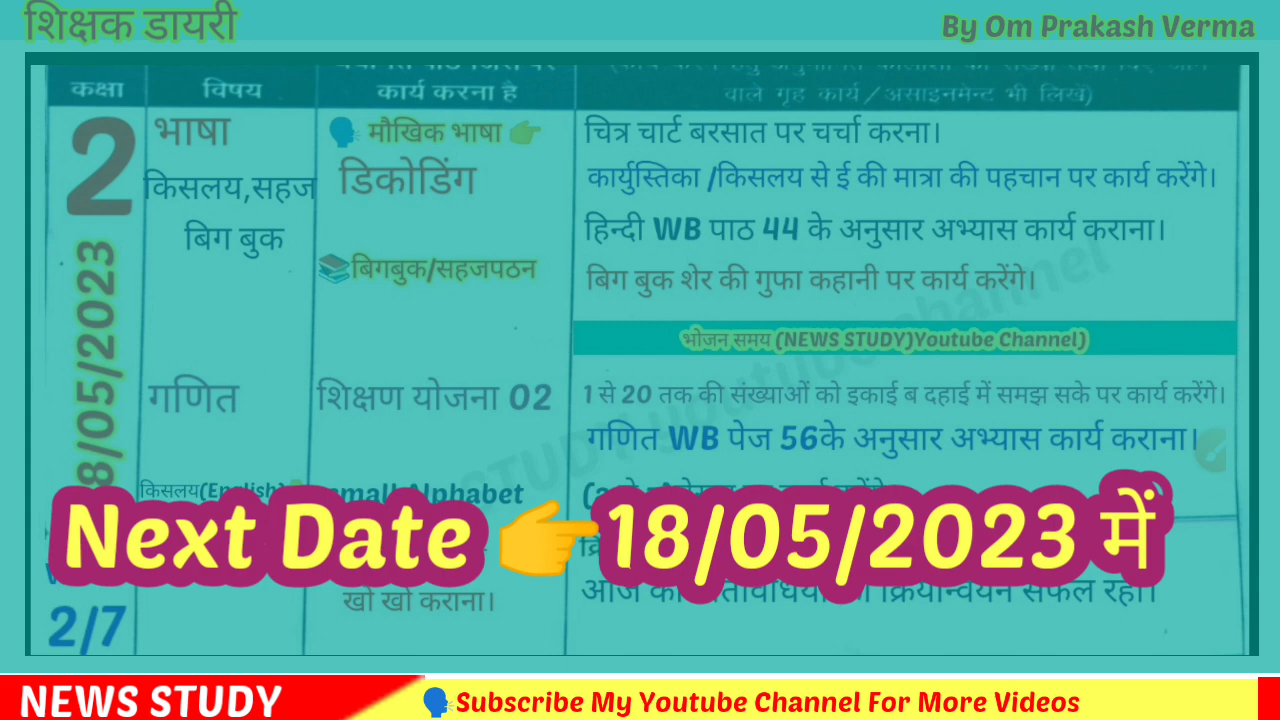 शिक्षक डायरी
By Om Prakash Verma
कक्षा विषय कार्य करना है वाले गृह कार्य/असाइनमेन्ट भी लिखें)
2 भाषा 🗣️ मौखिक भाषा 👉 चित्र चार्ट बरसात पर चर्चा करना।
किसलय,सहज डिकोडिंग कार्युस्तिका /किसलय से ई की मात्रा की पहचान पर कार्य करेंगे।
बिग बुक हिन्दी WB पाठ 44 के अनुसार अभ्यास कार्य कराना।
📚बिगबुक/सहजपठन बिग बुक शेर की गुफा कहानी पर कार्य करेंगे।
8/05/2023
भोजन समय (NEWS STUDY)Youtube Channel)
गणित शिक्षण योजना 02 1 से 20 तक की संख्याओं को इकाई ब दहाई में समझ सके पर कार्य करेंगे।
गणित WB पेज 56के अनुसार अभ्यास कार्य कराना।
किसलय(English) small Alphabet
Next Date 👉18/05/2023 में
खो खो कराना।
2/7
NEWS STUDY
🗣️Subscribe My Youtube Channel For More Videos